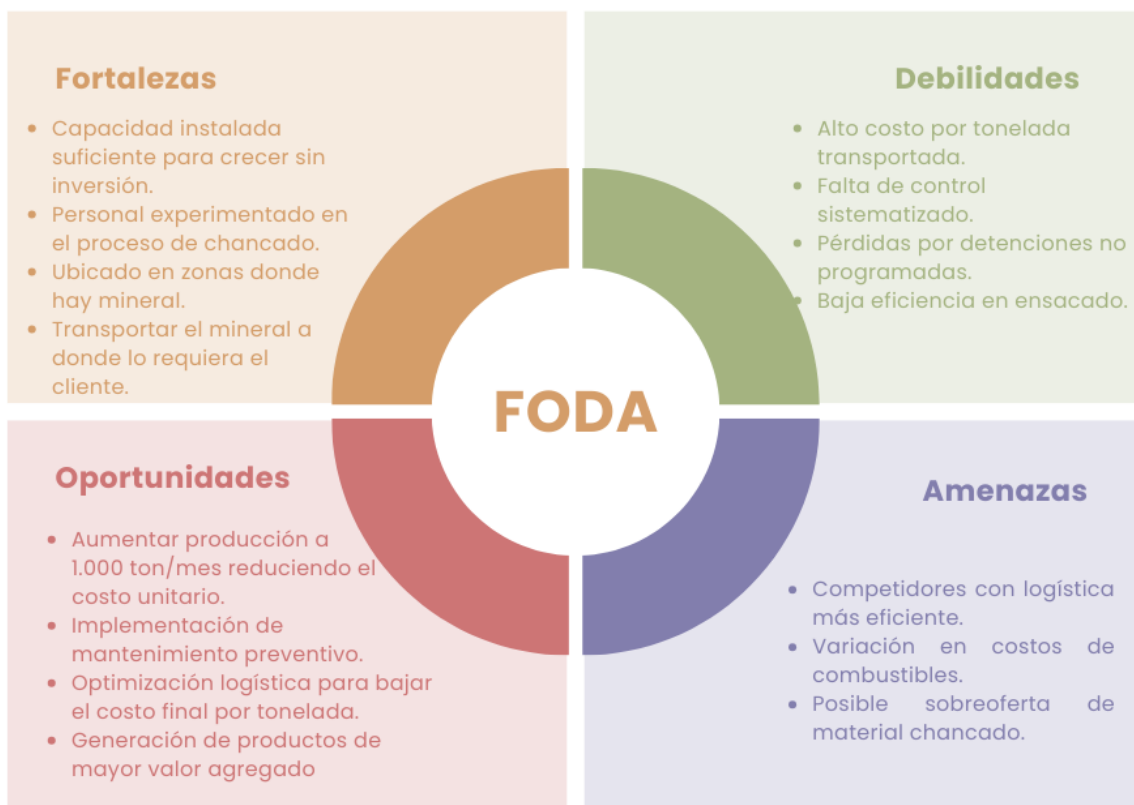 Fortalezas
• Capacidad instalada
suficiente para crecer sin
inversión.
• Personal experimentado en
el proceso de chancado.
• Ubicado en zonas donde
hay mineral.
• Transportar el mineral a
donde lo requiera el
cliente.
Debilidades
• Alto costo por tonelada
transportada.
• Falta de control
sistematizado.
• Pérdidas por detenciones no
programadas.
• Baja eficiencia en ensacado.
FODA
Oportunidades
• Aumentar producción a
1.000 ton/mes reduciendo el
costo unitario.
• Implementación de
mantenimiento preventivo.
• Optimización logística para bajar
el costo final por tonelada.
• Generación de productos de
mayor valor agregado
Amenazas
• Competidores con logística
más eficiente.
• Variación en costos de
combustibles.
• Posible sobreoferta de
material chancado.